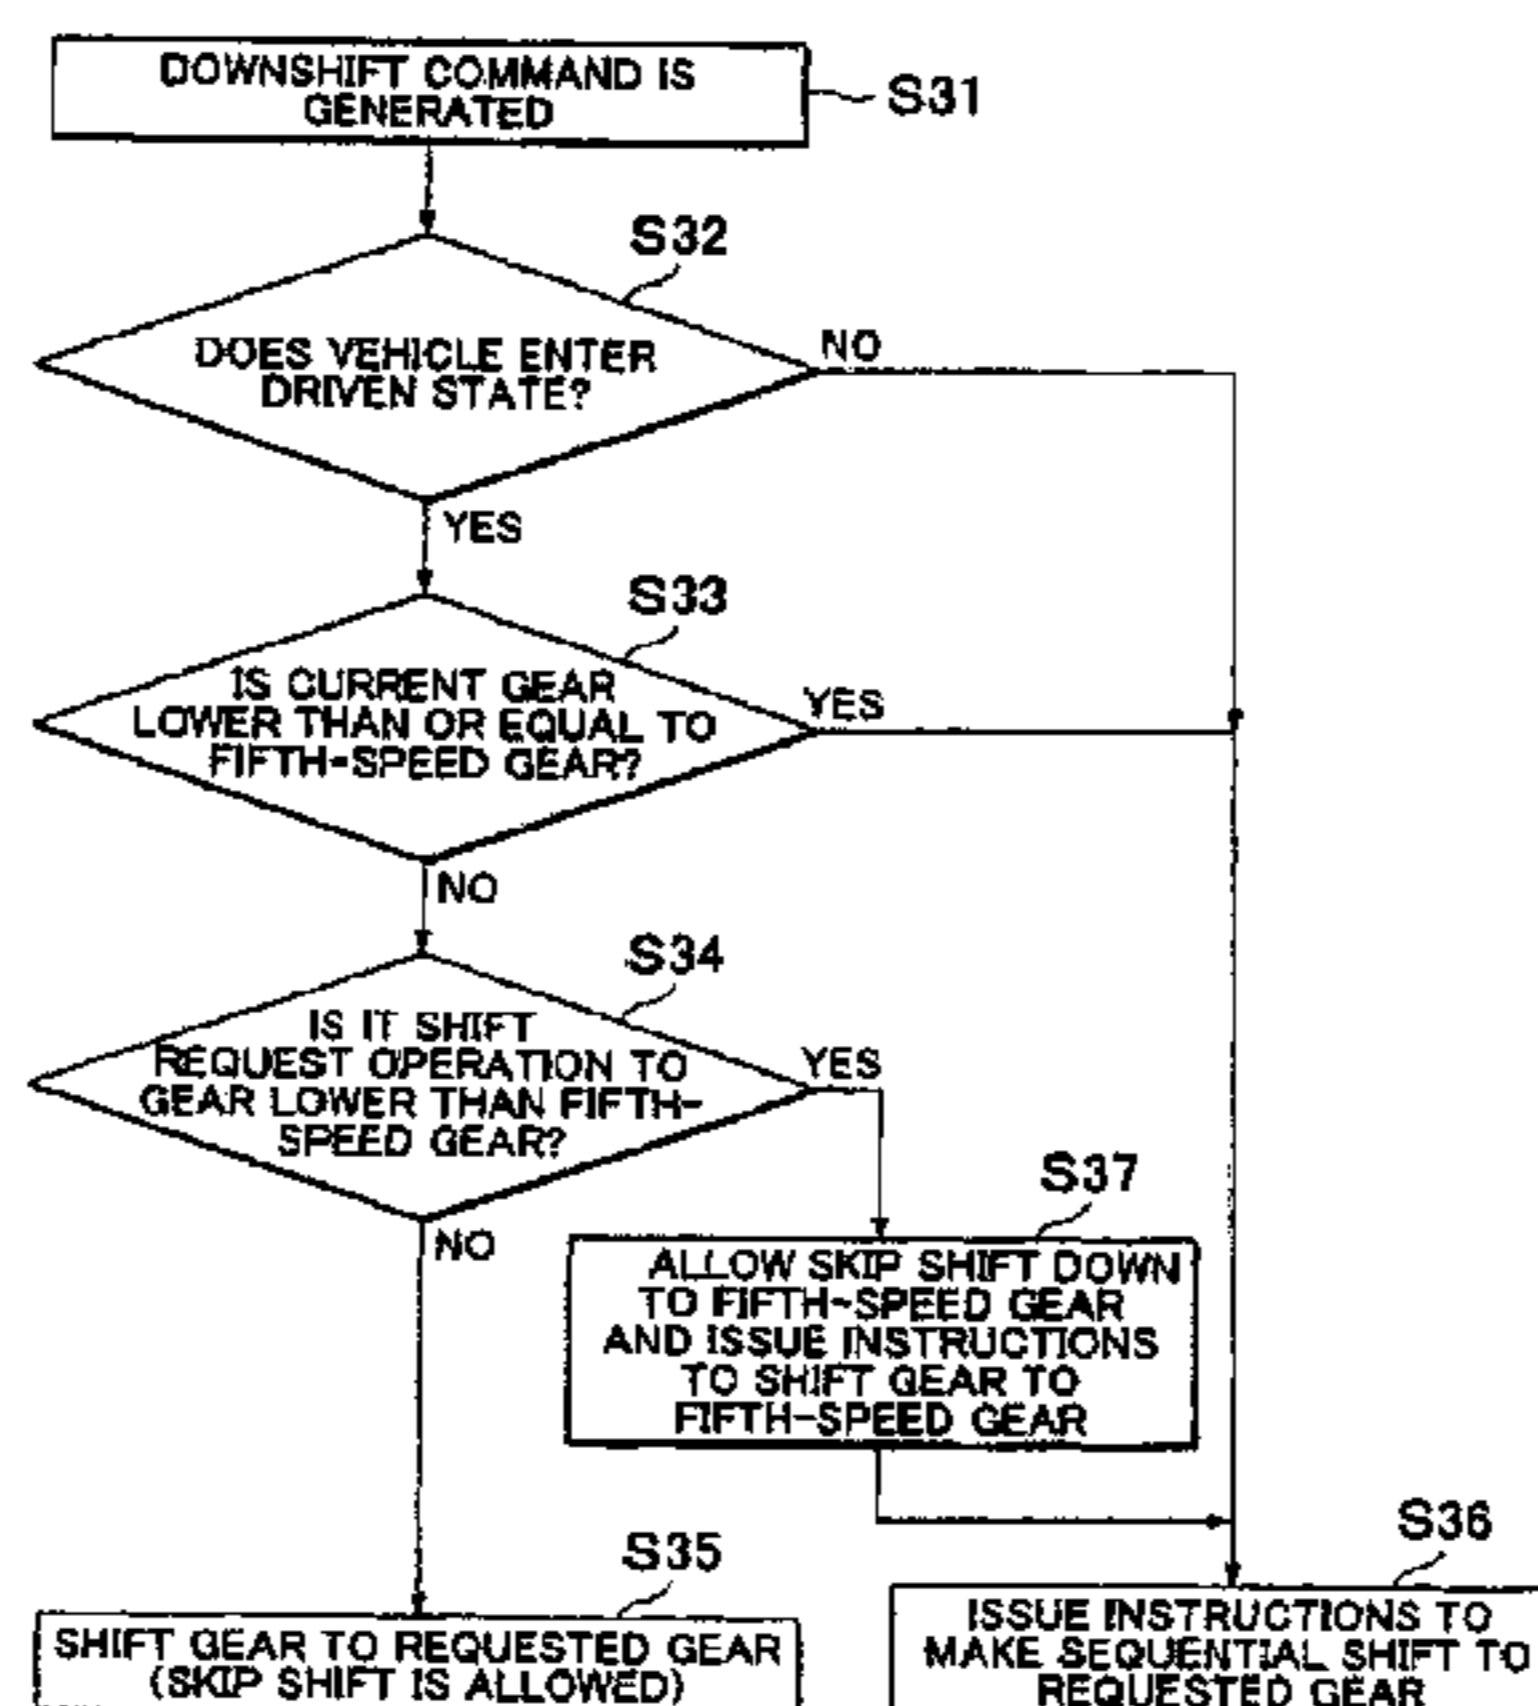 DOWNSHIFT COMMAND IS
GENERATED
S31
S32
DOES VEHICLE ENTER
DRIVEN STATE?
NO
YES
S33
IS CURRENT GEAR
LOWER THAN OR EQUAL TO
FIFTH-SPEED GEAR?
YES
NO
S34
IS IT SHIFT
REQUEST OPERATION TO
GEAR LOWER THAN FIFTH-
SPEED GEAR?
YES
NO
S37
ALLOW SKIP SHIFT DOWN
TO FIFTH-SPEED GEAR
AND ISSUE INSTRUCTIONS
TO SHIFT GEAR TO
FIFTH-SPEED GEAR
S35
SHIFT GEAR TO REQUESTED GEAR
(SKIP SHIFT IS ALLOWED)
S36
ISSUE INSTRUCTIONS TO
MAKE SEQUENTIAL SHIFT TO
REQUESTED GEAR